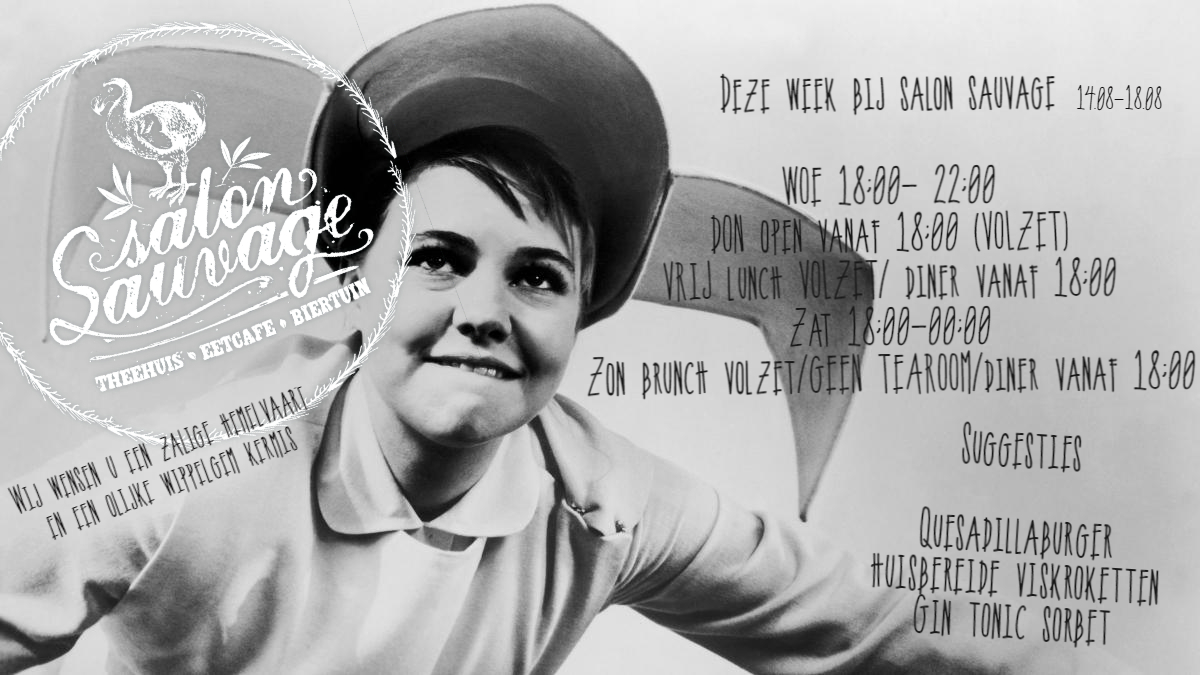 salon
Sauvage
THEEHUIS • EETCAFE • BIERTUIN
WIJ WENSEN U EEN ZALIGE HEMELVAART
EN EEN OLIJKE WIPPELGEM KERMIS
DEZE WEEK BIJ SALON SAUVAGE 14.08-18.08
WOE 18:00- 22:00
DON OPEN VANAF 18:00 (VOLZET)
VRIJ LUNCH VOLZET/ DINER VANAF 18:00
ZAT 18:00-00:00
ZON BRUNCH VOLZET/GEEN TEAROOM/DINER VANAF 18:00
SUGGESTIES
QUESADILLABURGER
HUISBEREIDE VISKROKETTEN
GIN TONIC SORBET